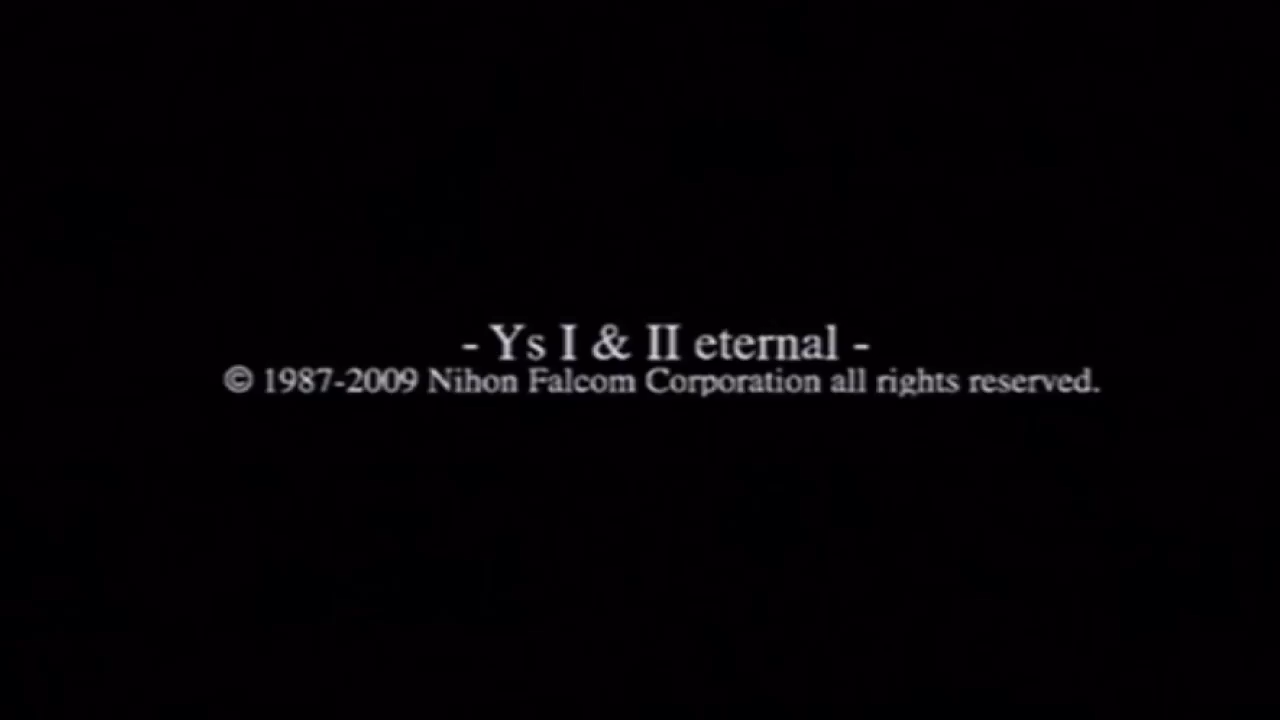 - Ys I & II eternal -
© 1987-2009 Nihon Falcom Corporation all rights reserved.